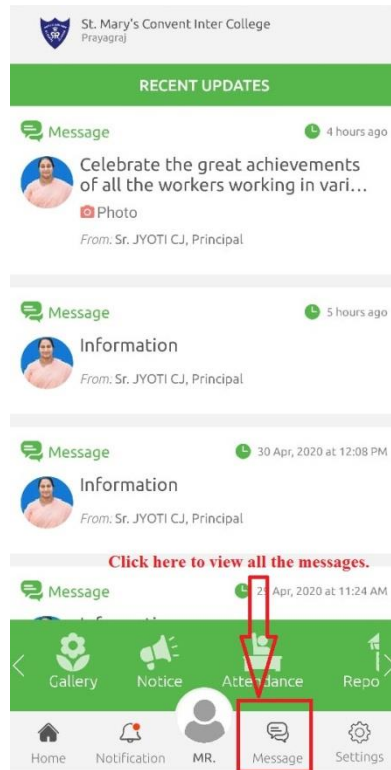 St. Mary's Convent Inter College
Prayagraj
RECENT UPDATES
Message 4 hours ago
Celebrate the great achievements
of all the workers working in vari...
Photo
From: Sr. JYOTI CJ, Principal
Message 5 hours ago
Information
From: Sr. JYOTI CJ, Principal
Message 30 Apr, 2020 at 12:08 PM
Information
From: Sr. JYOTI CJ, Principal
Click here to view all the messages.
Message Apr, 2020 at 11:24 AM
Gallery Notice Attendance Repo
Home Notification MR. Message Settings